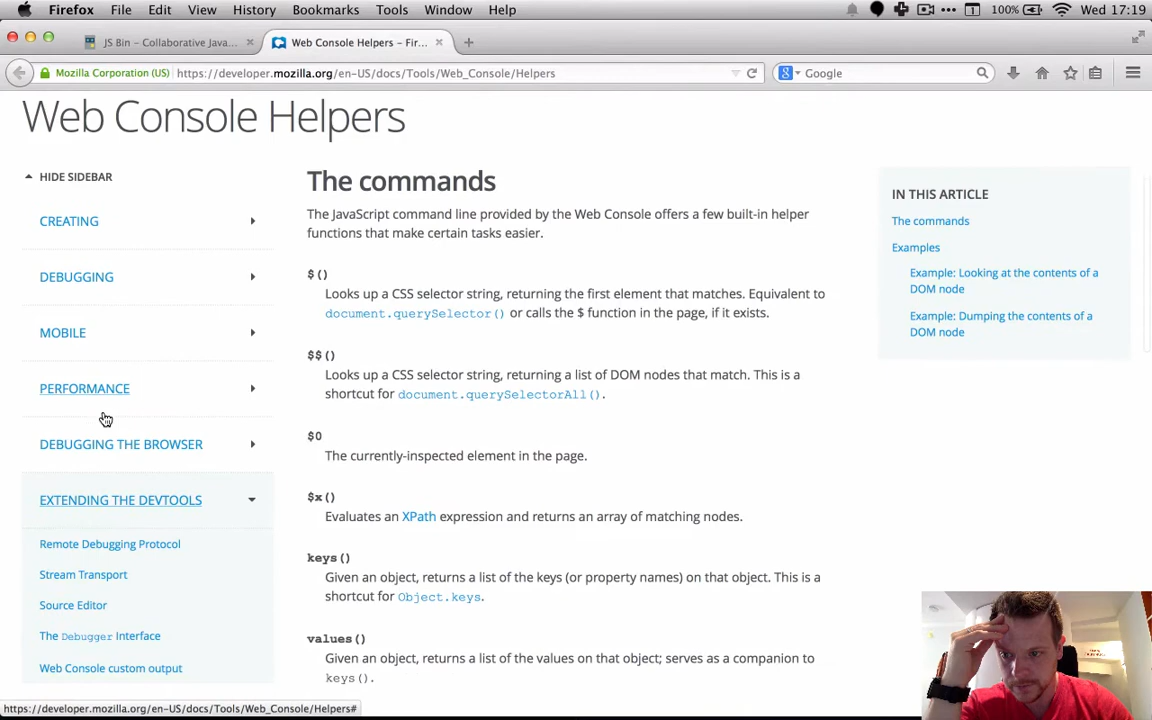 Firefox File Edit View History Bookmarks Tools Window Help 100% Wed 17:19
JS Bin – Collaborative Java... Web Console Helpers – Fir...
Mozilla Corporation (US) https://developer.mozilla.org/en-US/docs/Tools/Web_Console/Helpers Google
Web Console Helpers
HIDE SIDEBAR
CREATING
DEBUGGING
MOBILE
PERFORMANCE
DEBUGGING THE BROWSER
EXTENDING THE DEVTOOLS
Remote Debugging Protocol
Stream Transport
Source Editor
The Debugger Interface
Web Console custom output
The commands
The JavaScript command line provided by the Web Console offers a few built-in helper
functions that make certain tasks easier.
$()
Looks up a CSS selector string, returning the first element that matches. Equivalent to
document.querySelector() or calls the $ function in the page, if it exists.
$$()
Looks up a CSS selector string, returning a list of DOM nodes that match. This is a
shortcut for document.querySelectorAll().
$0
The currently-inspected element in the page.
$x()
Evaluates an XPath expression and returns an array of matching nodes.
keys()
Given an object, returns a list of the keys (or property names) on that object. This is a
shortcut for Object.keys.
values()
Given an object, returns a list of the values on that object; serves as a companion to
keys().
IN THIS ARTICLE
The commands
Examples
Example: Looking at the contents of a
DOM node
Example: Dumping the contents of a
DOM node
https://developer.mozilla.org/en-US/docs/Tools/Web_Console/Helpers#